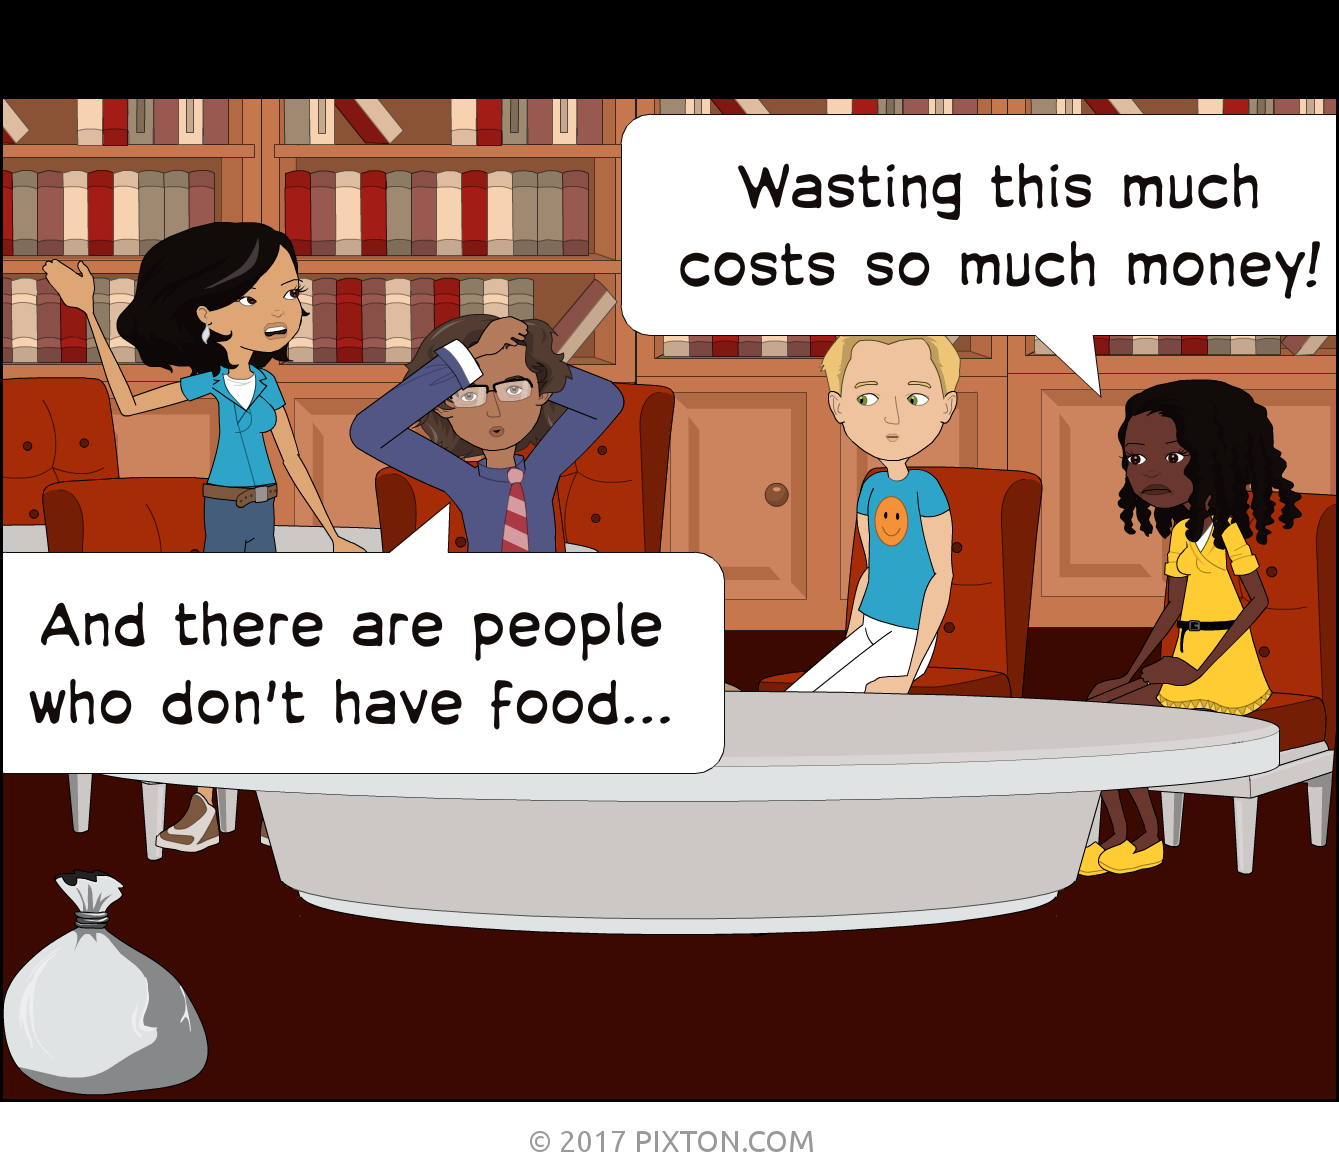 Wasting this much
costs so much money!
And there are people
who don't have food...
© 2017 PIXTON.COM